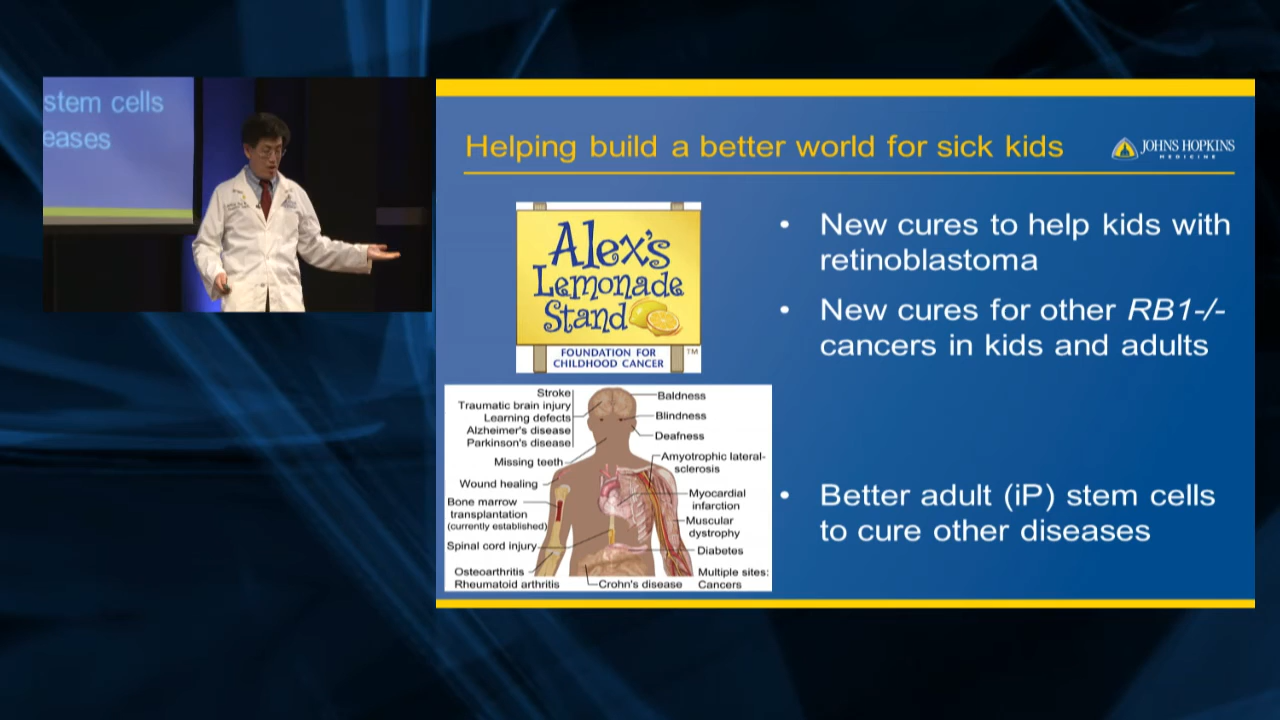 stem cells
eases
Helping build a better world for sick kids
JOHNS HOPKINS
MEDICINE
Alex's
Lemonade
Stand
FOUNDATION FOR
CHILDHOOD CANCER
TM
• New cures to help kids with
retinoblastoma
• New cures for other RB1-/-
cancers in kids and adults
• Better adult (iP) stem cells
to cure other diseases
Stroke
Traumatic brain injury
Learning defects
Alzheimer's disease
Parkinson's disease
Missing teeth
Wound healing
Bone marrow
transplantation
(currently established)
Spinal cord injury
Osteoarthritis
Rheumatoid arthritis
Baldness
Blindness
Deafness
Amyotrophic lateral-
sclerosis
Myocardial
infarction
Muscular
dystrophy
Diabetes
Multiple sites:
Cancers
Crohn's disease